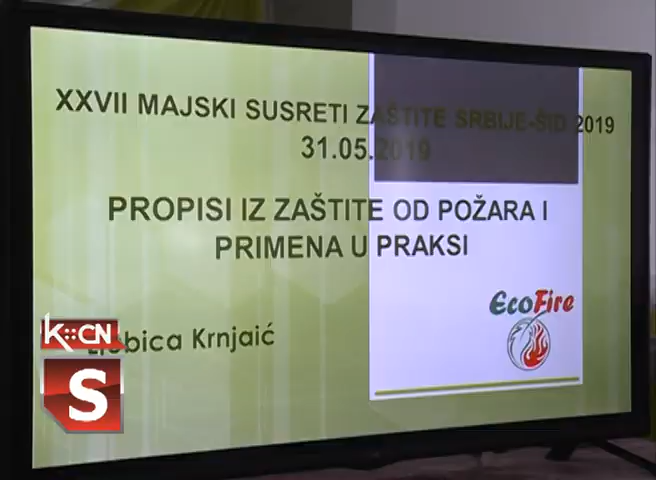 XXVII MAJSKI SUSRETI ZAŠTITE SRBIJE-ŠID 2019
31.05.2019
PROPISI IZ ZAŠTITE OD POŽARA I
PRIMENA U PRAKSI
EcoFire
Krnjaić
K::CN
S